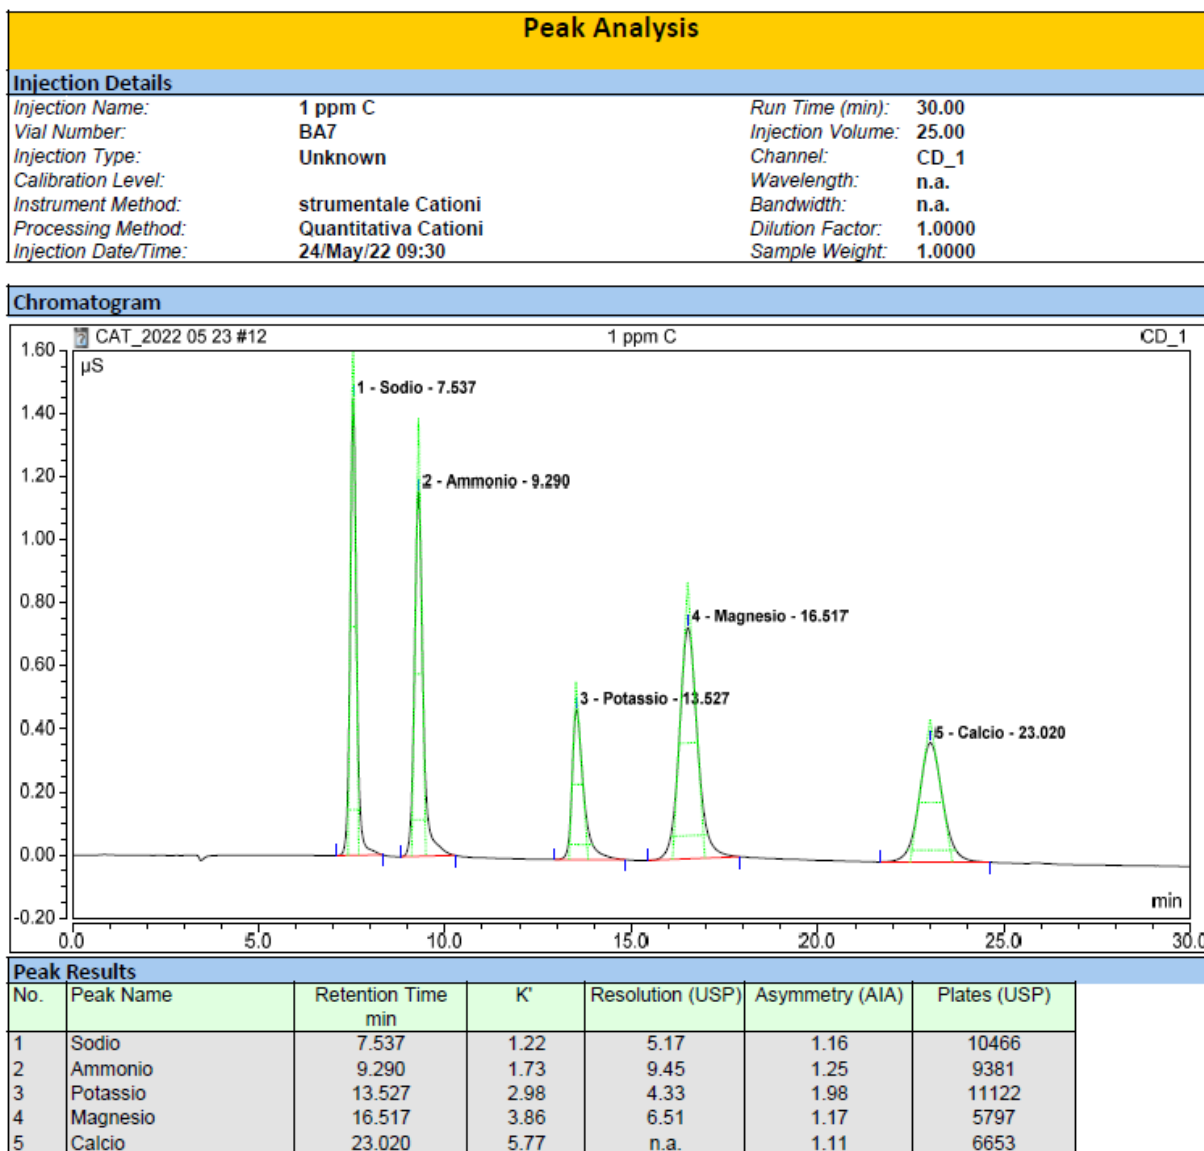 Peak Analysis
Injection Details
Injection Name: 1 ppm C Run Time (min): 30.00
Vial Number: BA7 Injection Volume: 25.00
Injection Type: Unknown Channel: CD_1
Calibration Level: Wavelength: n.a.
Instrument Method: strumentale Cationi Bandwidth: n.a.
Processing Method: Quantitativa Cationi Dilution Factor: 1.0000
Injection Date/Time: 24/May/22 09:30 Sample Weight: 1.0000
Chromatogram
CAT_2022 05 23 #12 1 ppm C CD_1
1.60
µS
1 - Sodio - 7.537
1.40
1.20
2 - Ammonio - 9.290
1.00
0.80
4 - Magnesio - 16.517
0.60
3 - Potassio - 13.527
0.40
5 - Calcio - 23.020
0.20
0.00
min
-0.20
0.0 5.0 10.0 15.0 20.0 25.0 30.0
Peak Results
No. Peak Name Retention Time K' Resolution (USP) Asymmetry (AIA) Plates (USP)
min
1 Sodio 7.537 1.22 5.17 1.16 10466
2 Ammonio 9.290 1.73 9.45 1.25 9381
3 Potassio 13.527 2.98 4.33 1.98 11122
4 Magnesio 16.517 3.86 6.51 1.17 5797
5 Calcio 23.020 5.77 n.a. 1.11 6653